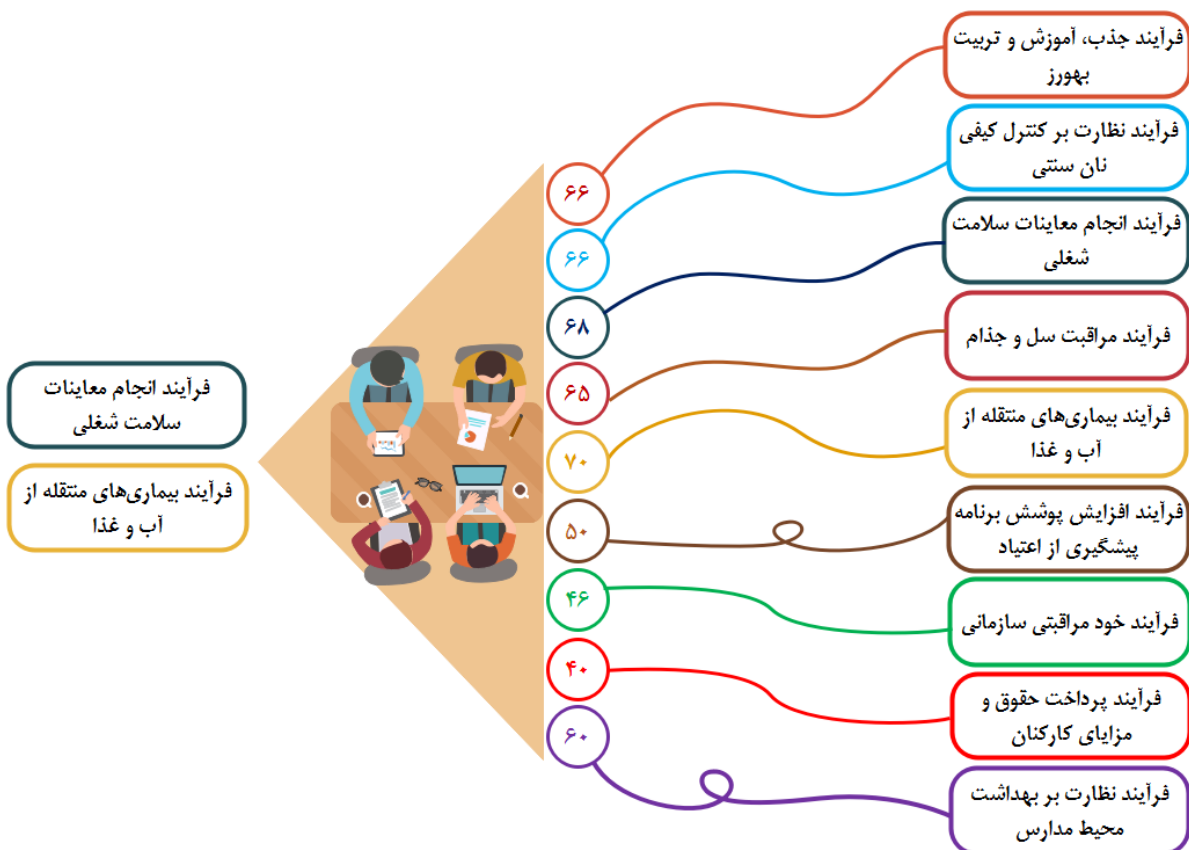 فرآیند جذب، آموزش و تربیت
بهورز
فرآیند نظارت بر کنترل کیفی
نان سنتی
فرآیند انجام معاینات سلامت
شغلی
فرآیند مراقبت سل و جذام
فرآیند بیماری‌های منتقله از
آب و غذا
فرآیند افزایش پوشش برنامه
پیشگیری از اعتیاد
فرآیند خود مراقبتی سازمانی
فرآیند پرداخت حقوق و
مزایای کارکنان
فرآیند نظارت بر بهداشت
محیط مدارس
۶۶
۶۶
۶۸
۶۵
۷۰
۵۰
۴۶
۴۰
۶۰
فرآیند انجام معاینات
سلامت شغلی
فرآیند بیماری‌های منتقله از
آب و غذا